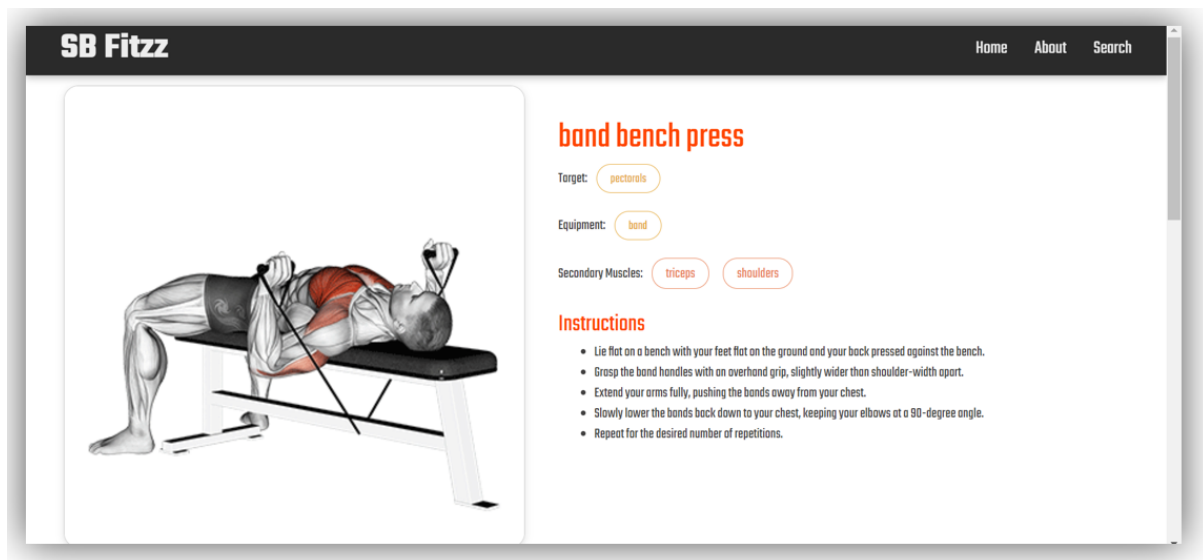 SB Fitzz
Home About Search
band bench press
Target: pectorals
Equipment: band
Secondary Muscles: triceps shoulders
Instructions
Lie flat on a bench with your feet flat on the ground and your back pressed against the bench.
Grasp the band handles with an overhand grip, slightly wider than shoulder-width apart.
Extend your arms fully, pushing the bands away from your chest.
Slowly lower the bands back down to your chest, keeping your elbows at a 90-degree angle.
Repeat for the desired number of repetitions.